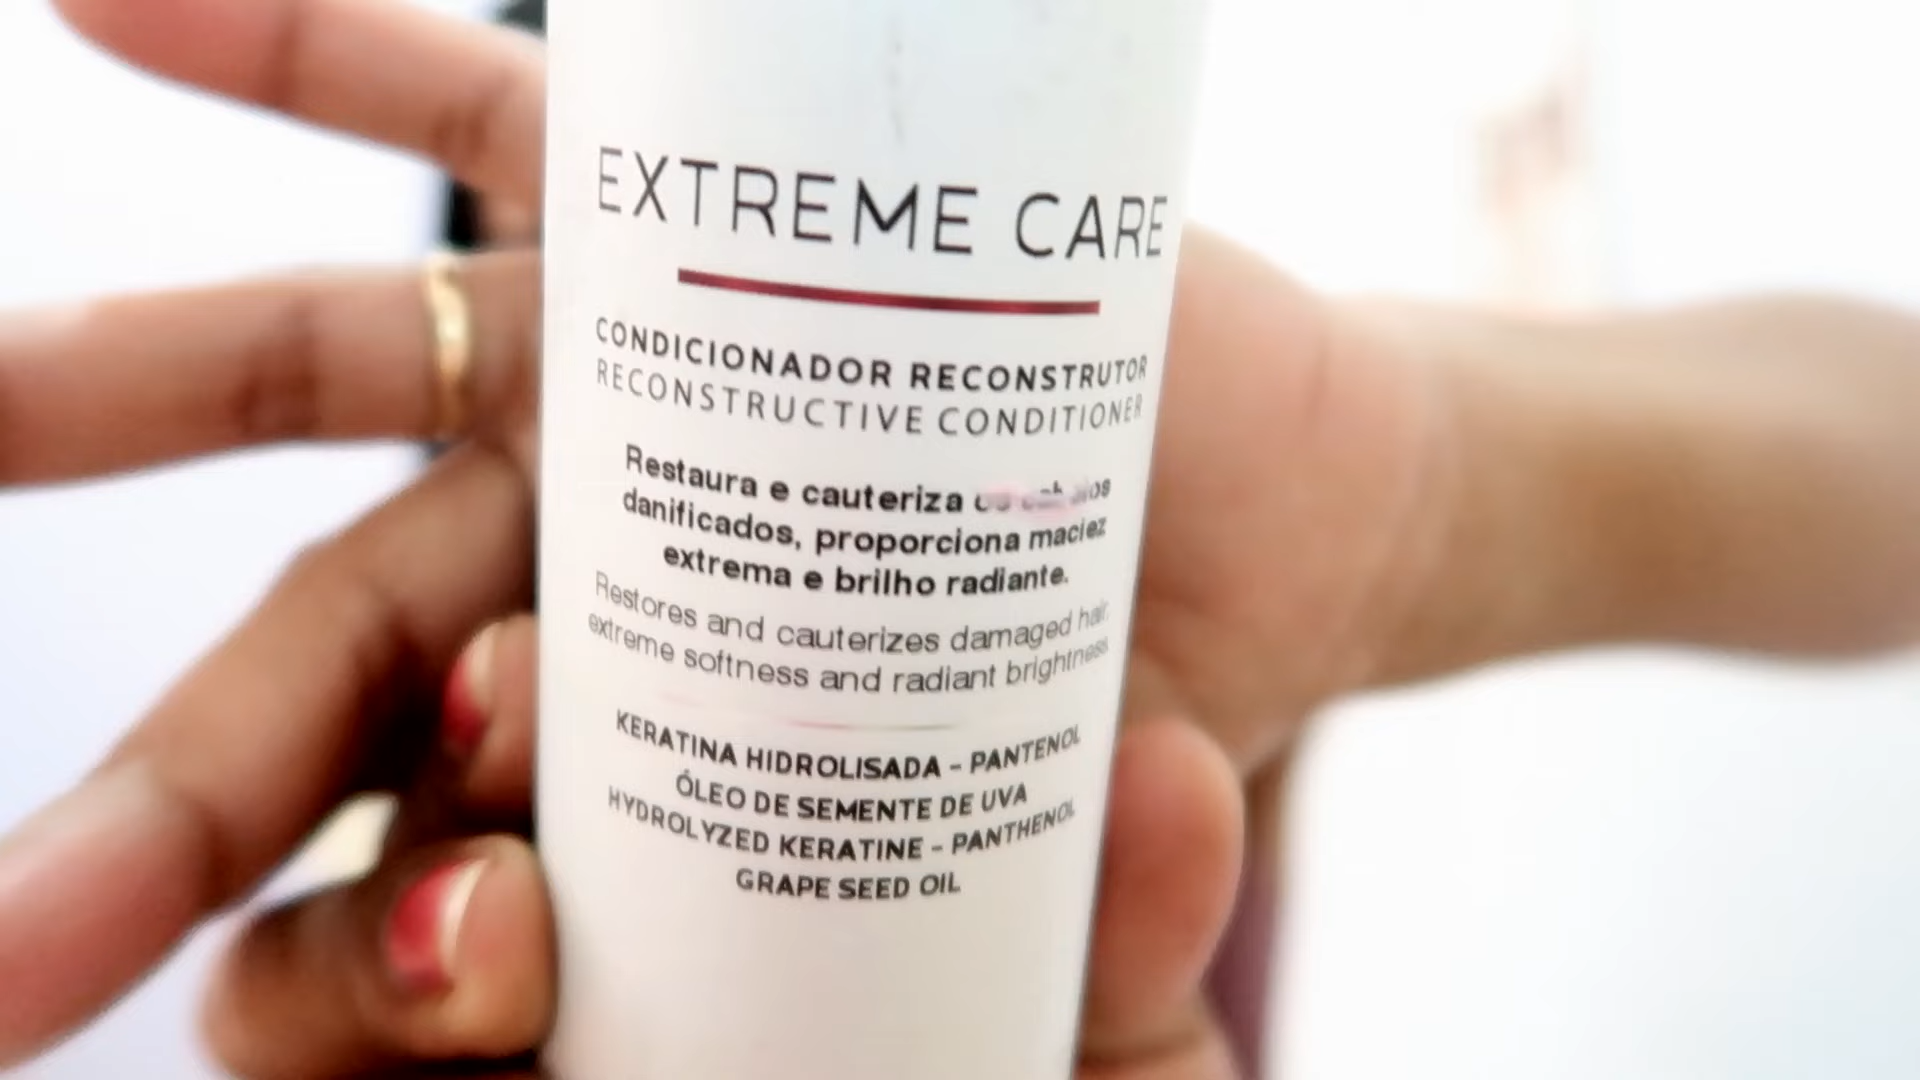 EXTREME CARE
CONDICIONADOR RECONSTRUTOR
RECONSTRUCTIVE CONDITIONER
Restaura e cauteriza
danificados, proporciona maciez
extrema e brilho radiante.
Restores and cauterizes damaged hair.
extreme softness and radiant brightness
KERATINA HIDROLISADA - PANTENOL
ÓLEO DE SEMENTE DE UVA
HYDROLYZED KERATINE - PANTHENOL
GRAPE SEED OIL